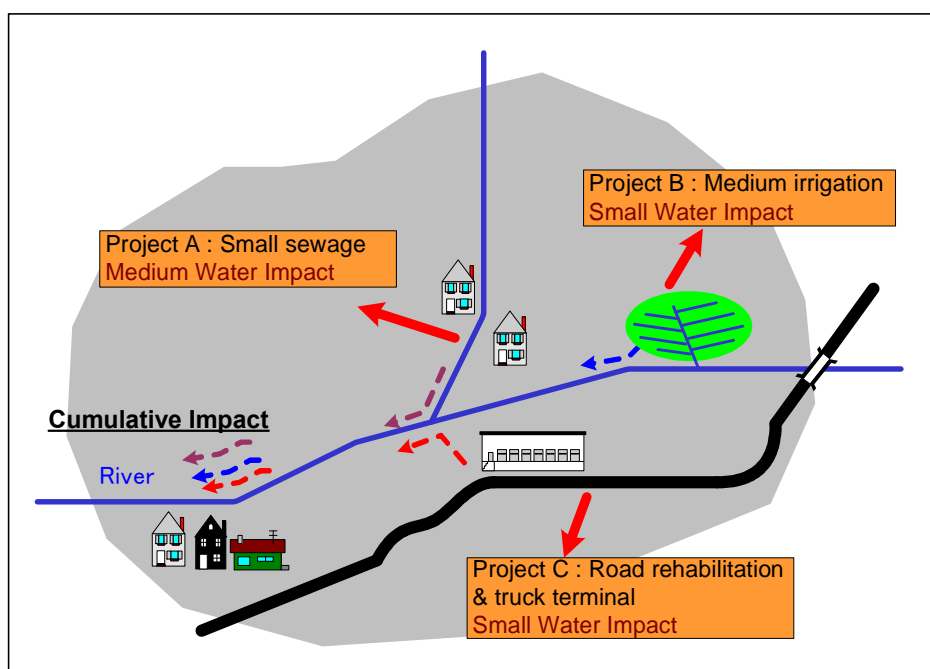 Project B : Medium irrigation
Small Water Impact
Project A : Small sewage
Medium Water Impact
Cumulative Impact
River
Project C : Road rehabilitation
& truck terminal
Small Water Impact